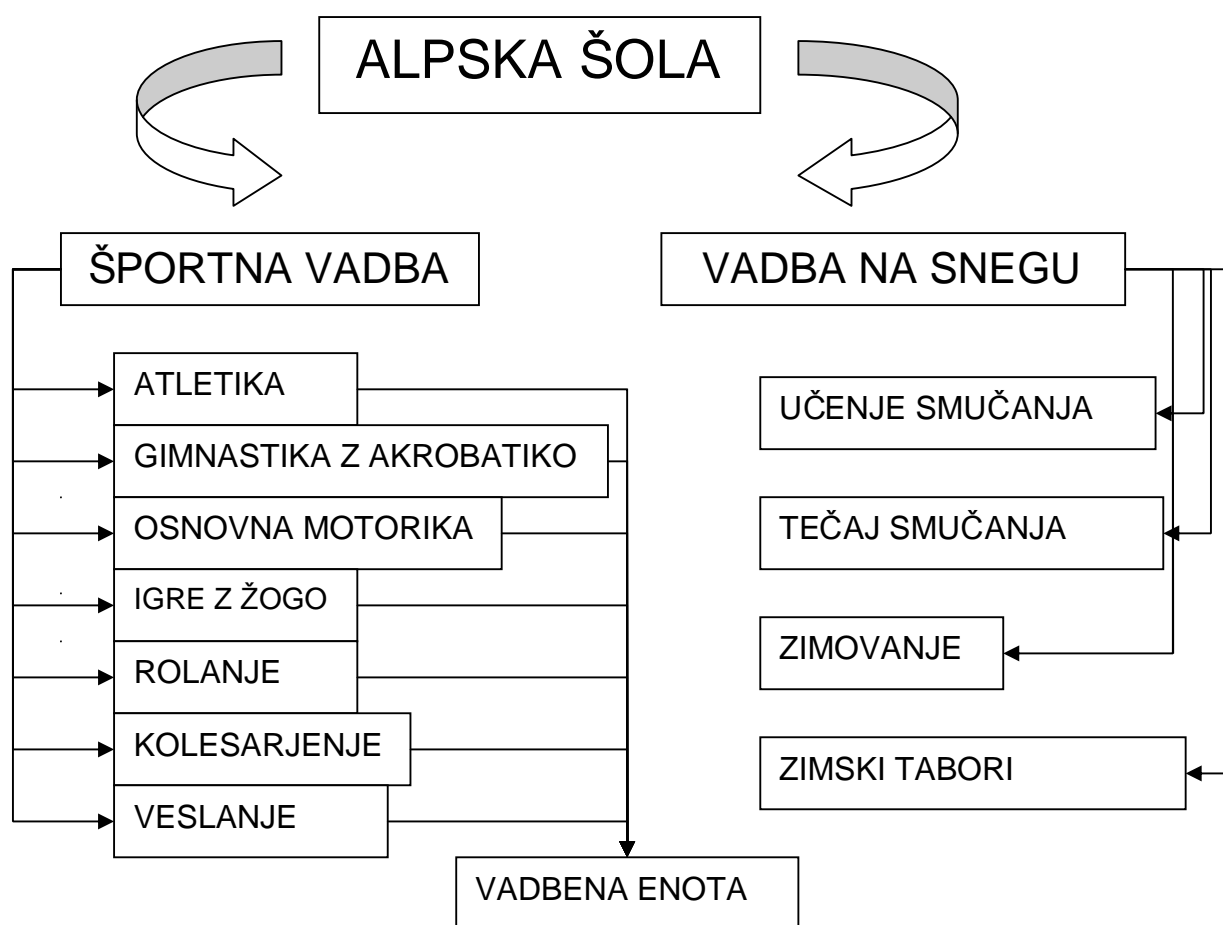 ALPSKA ŠOLA
ŠPORTNA VADBA
VADBA NA SNEGU
ATLETIKA
GIMNASTIKA Z AKROBATIKO
OSNOVNA MOTORIKA
IGRE Z ŽOGO
ROLANJE
KOLESARJENJE
VESLANJE
VADBENA ENOTA
UČENJE SMUČANJA
TEČAJ SMUČANJA
ZIMOVANJE
ZIMSKI TABORI